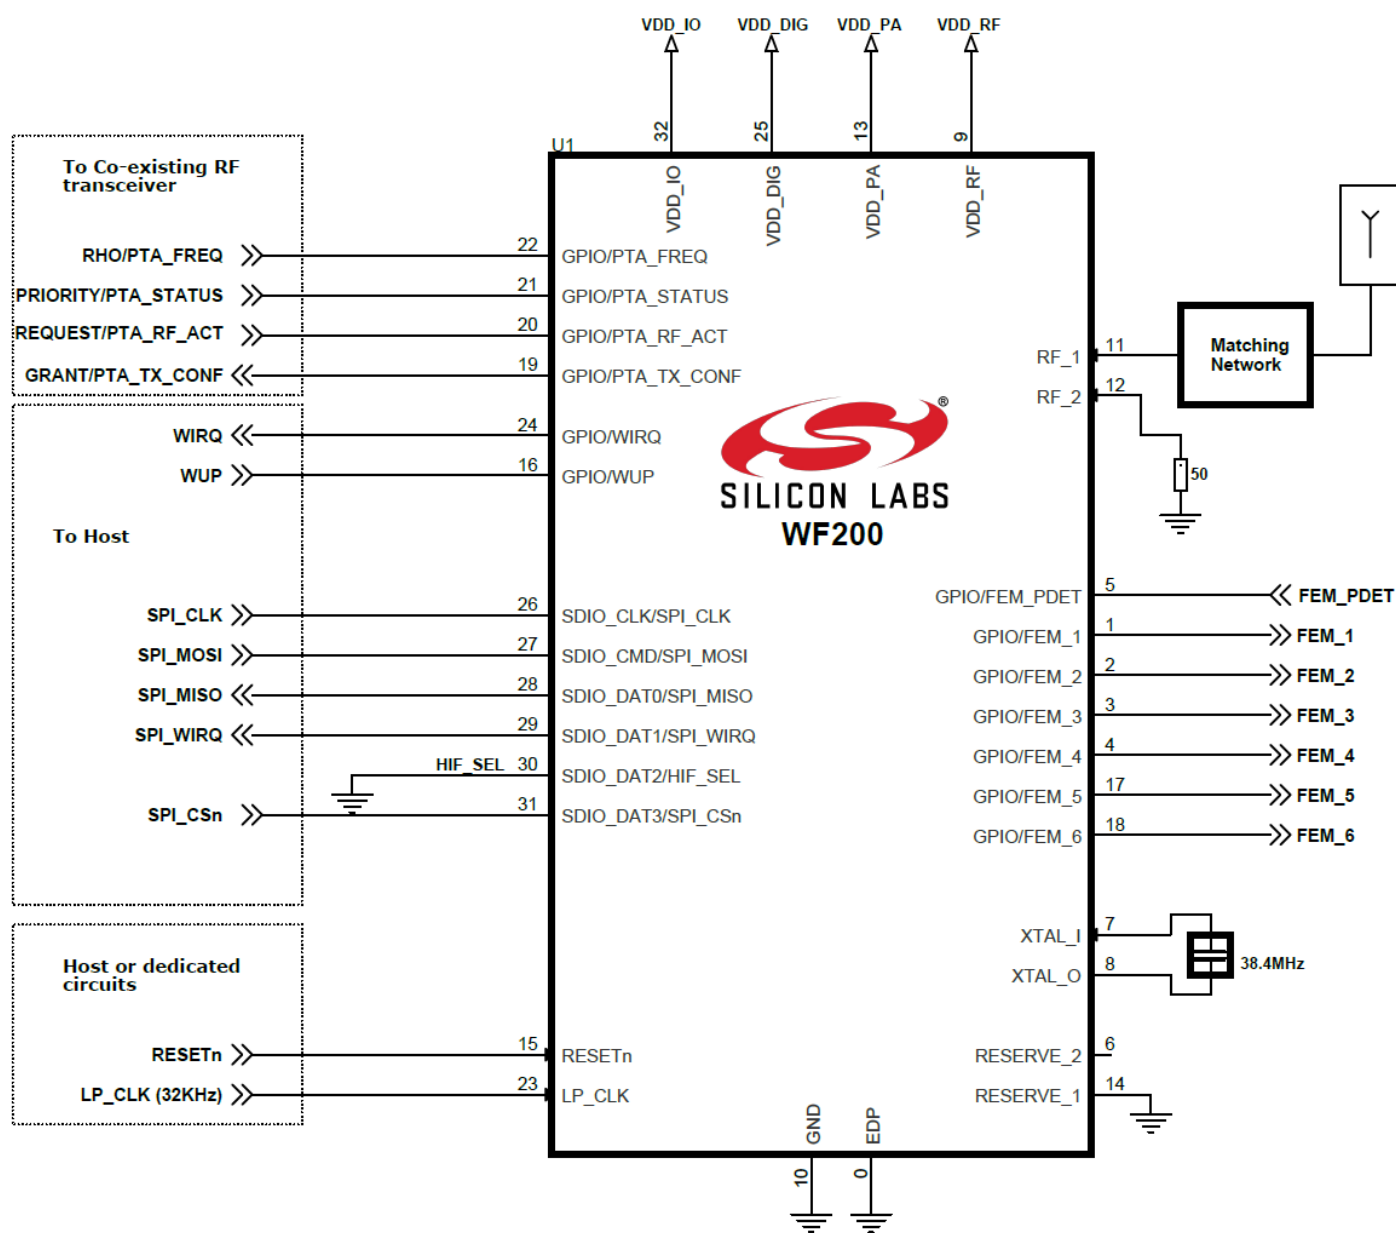 VDD_IO VDD_DIG VDD_PA VDD_RF
32 25 13 9
U1
VDD_IO VDD_DIG VDD_PA VDD_RF
To Co-existing RF
transceiver
RHO/PTA_FREQ 22 GPIO/PTA_FREQ
PRIORITY/PTA_STATUS 21 GPIO/PTA_STATUS
REQUEST/PTA_RF_ACT 20 GPIO/PTA_RF_ACT
GRANT/PTA_TX_CONF 19 GPIO/PTA_TX_CONF
WIRQ 24 GPIO/WIRQ
WUP 16 GPIO/WUP
To Host
SPI_CLK 26 SDIO_CLK/SPI_CLK
SPI_MOSI 27 SDIO_CMD/SPI_MOSI
SPI_MISO 28 SDIO_DAT0/SPI_MISO
SPI_WIRQ 29 SDIO_DAT1/SPI_WIRQ
HIF_SEL 30 SDIO_DAT2/HIF_SEL
SPI_CSn 31 SDIO_DAT3/SPI_CSn
Host or dedicated
circuits
RESETn 15 RESETn
LP_CLK (32KHz) 23 LP_CLK
®
SILICON LABS
WF200
RF_1 11
Matching
Network
RF_2 12
50
GPIO/FEM_PDET 5 FEM_PDET
GPIO/FEM_1 1 FEM_1
GPIO/FEM_2 2 FEM_2
GPIO/FEM_3 3 FEM_3
GPIO/FEM_4 4 FEM_4
GPIO/FEM_5 17 FEM_5
GPIO/FEM_6 18 FEM_6
XTAL_I 7
38.4MHz
XTAL_O 8
RESERVE_2 6
RESERVE_1 14
GND EDP
10 0